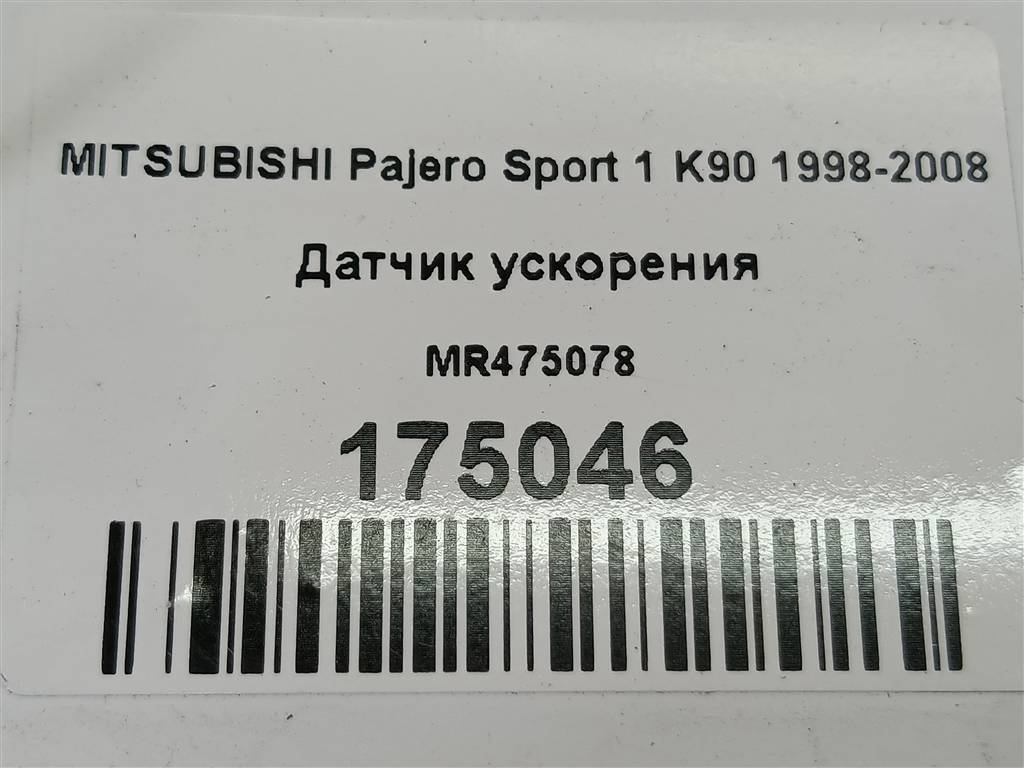 MITSUBISHI Pajero Sport 1 K90 1998-2008
Датчик ускорения
MR475078
175046